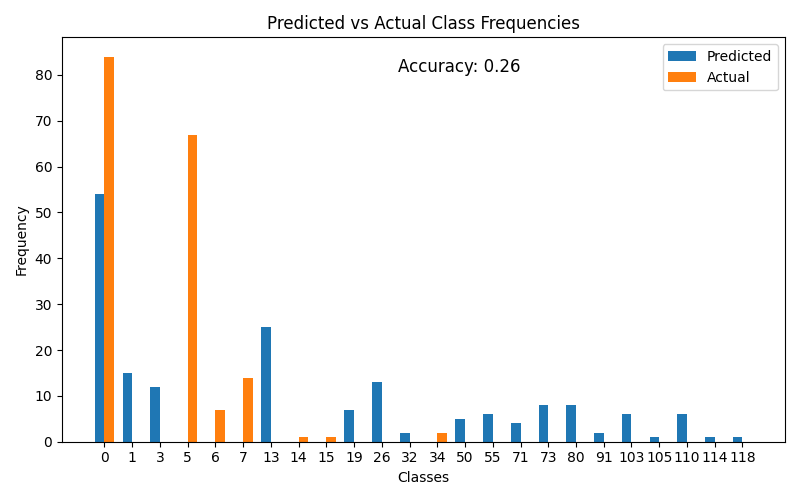 Predicted vs Actual Class Frequencies
Accuracy: 0.26
Predicted
Actual
Frequency
80
70
60
50
40
30
20
10
0
0 1 3 5 6 7 13 14 15 19 26 32 34 50 55 71 73 80 91 103 105 110 114 118
Classes